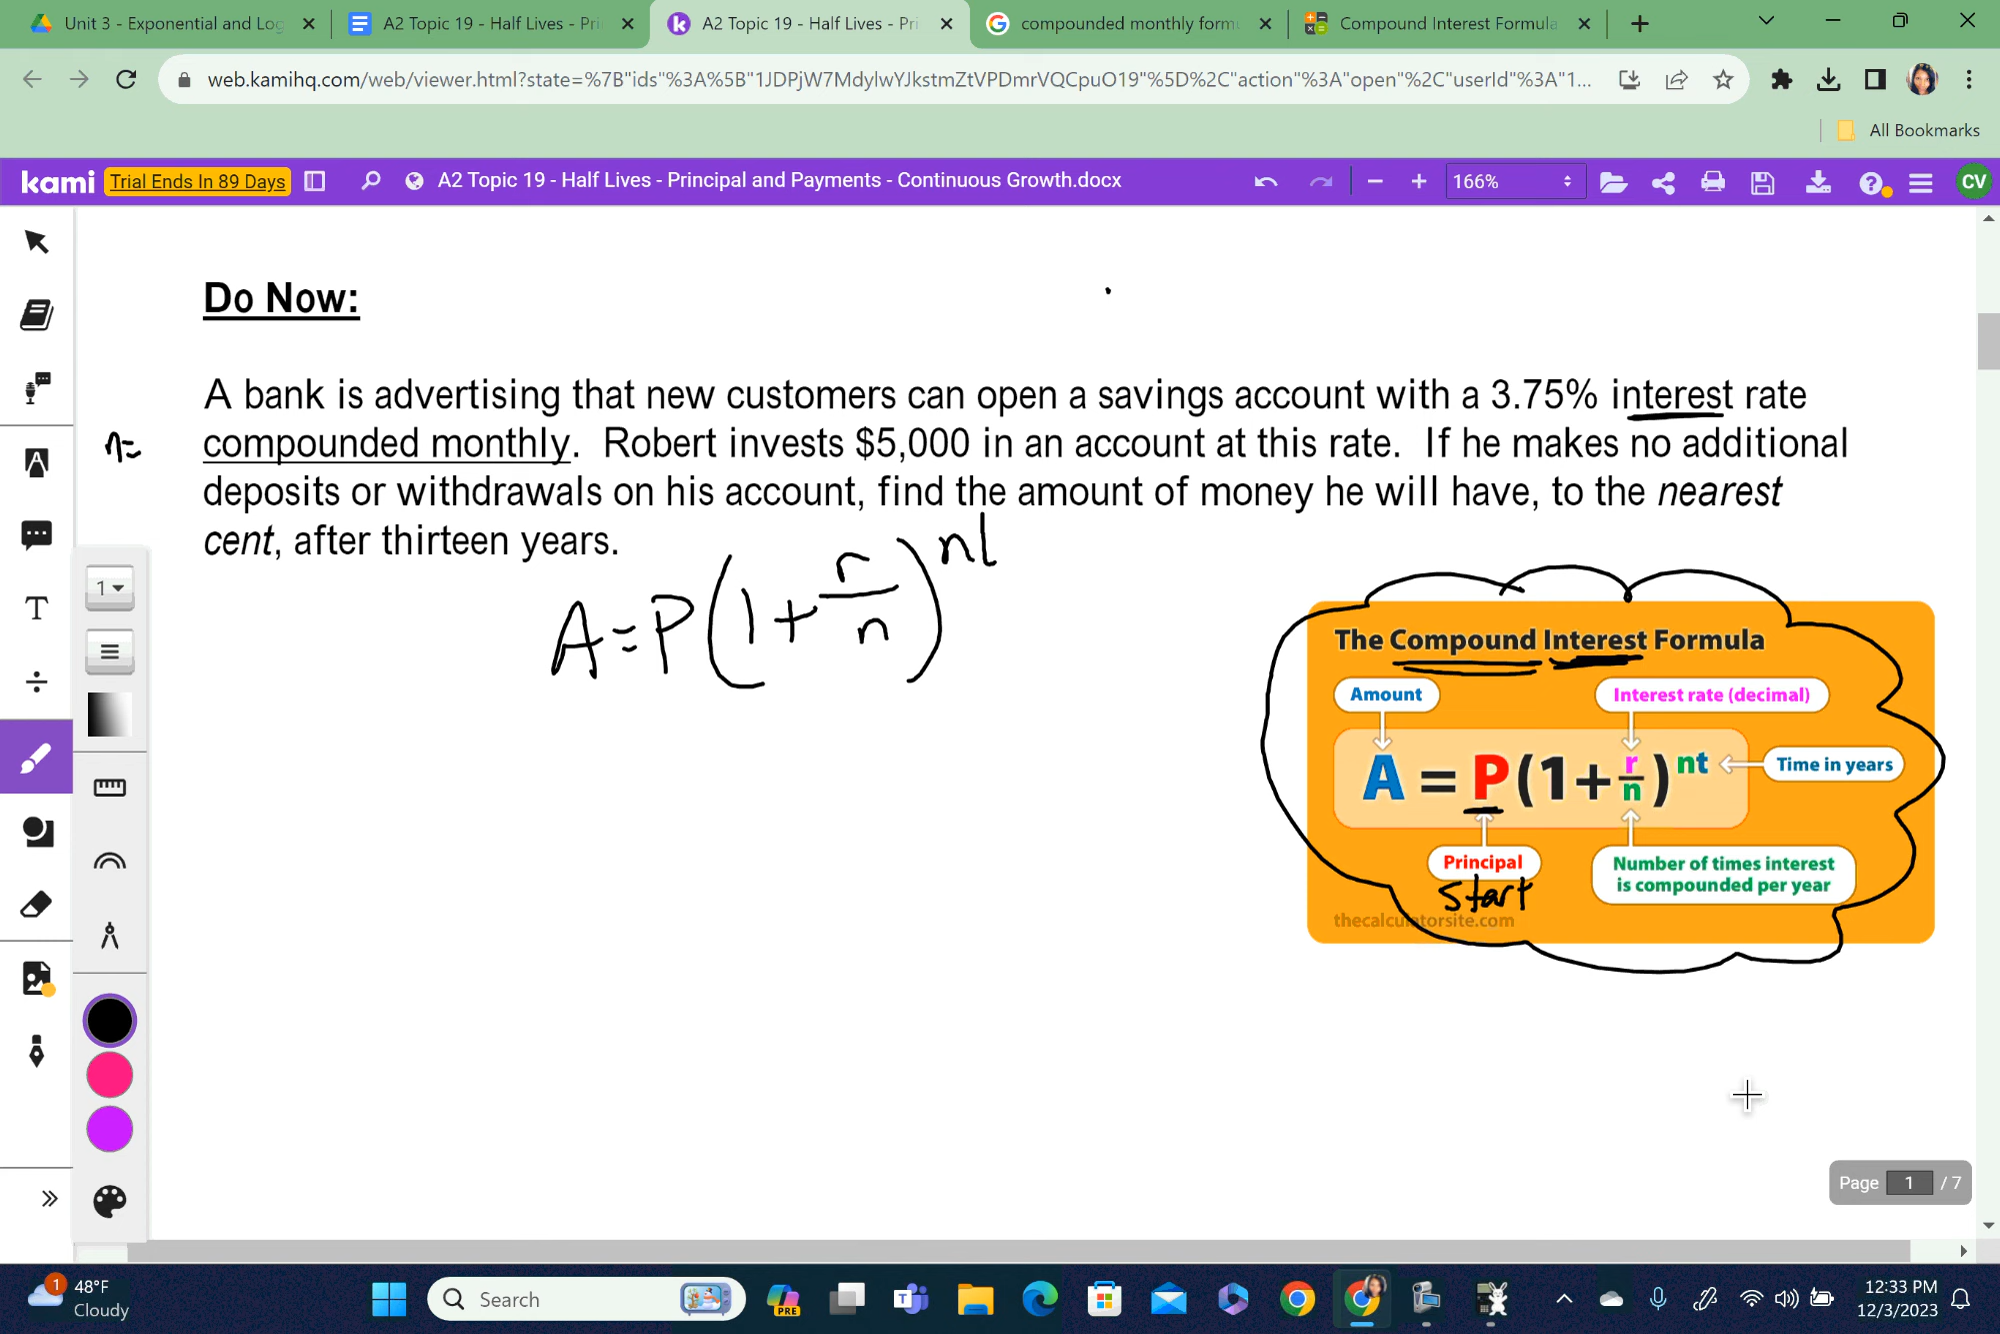 Unit 3 - Exponential and Log
A2 Topic 19 - Half Lives - Pri
A2 Topic 19 - Half Lives - Pri
compounded monthly form
Compound Interest Formula
web.kamihq.com/web/viewer.html?state=%7B"ids"%3A%5B"1JDPjW7MdylwYJkstmZtVPDmrVQCpuO19"%5D%2C"action"%3A"open"%2C"userId"%3A"1...
All Bookmarks
kami Trial Ends In 89 Days A2 Topic 19 - Half Lives - Principal and Payments - Continuous Growth.docx 166% CV
Do Now:
A bank is advertising that new customers can open a savings account with a 3.75% interest rate
n= compounded monthly. Robert invests $5,000 in an account at this rate. If he makes no additional
deposits or withdrawals on his account, find the amount of money he will have, to the nearest
cent, after thirteen years.
A=P(1+r/n)^nt
1
The Compound Interest Formula
Amount Interest rate (decimal)
A = P(1+r/n)^nt Time in years
Principal Number of times interest
is compounded per year
Start
thecalculatorsite.com
Page 1 / 7
1 48°F
Cloudy
Search
PRE
12:33 PM
12/3/2023